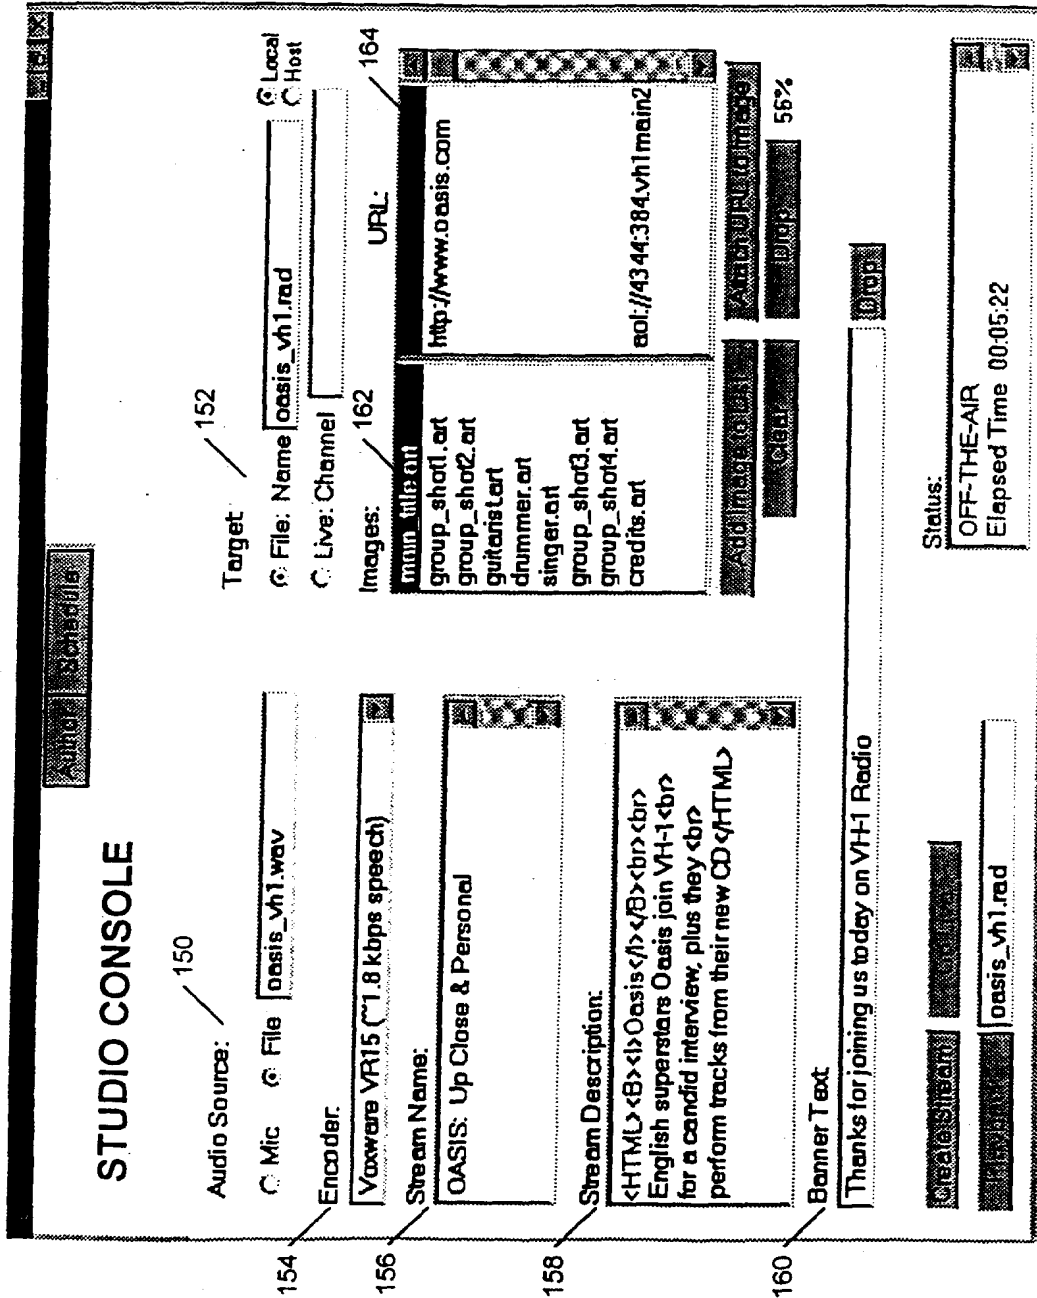 Author Schedule
STUDIO CONSOLE
Audio Source:
150
Mic File oasis_vh1.wav
154
Encoder:
Voxware VR15 (~1.8 kbps speech)
156
Stream Name:
OASIS: Up Close & Personal
158
Stream Description:
<HTML><B><I>Oasis</I></B><br>
English superstars Oasis join VH-1<br>
for a candid interview, plus they <br>
perform tracks from their new CD</HTML>
160
Banner Text
Thanks for joining us today on VH-1 Radio
Drop
Create Stream
Playback
oasis_vh1.rad
Target
152
File: Name oasis_vh1.rad
Local
Host
Live: Channel
Images:
162
URL:
164
main_title.art
http://www.oasis.com
group_shot1.art
group_shot2.art
guitarist.art
drummer.art
singer.art
group_shot3.art
group_shot4.art
credits.art
aol://4344:384.vh1main2
Add Image to List
Attach URL to Image
Clear
Drop
56%
Status:
OFF-THE-AIR
Elapsed Time 00:05:22